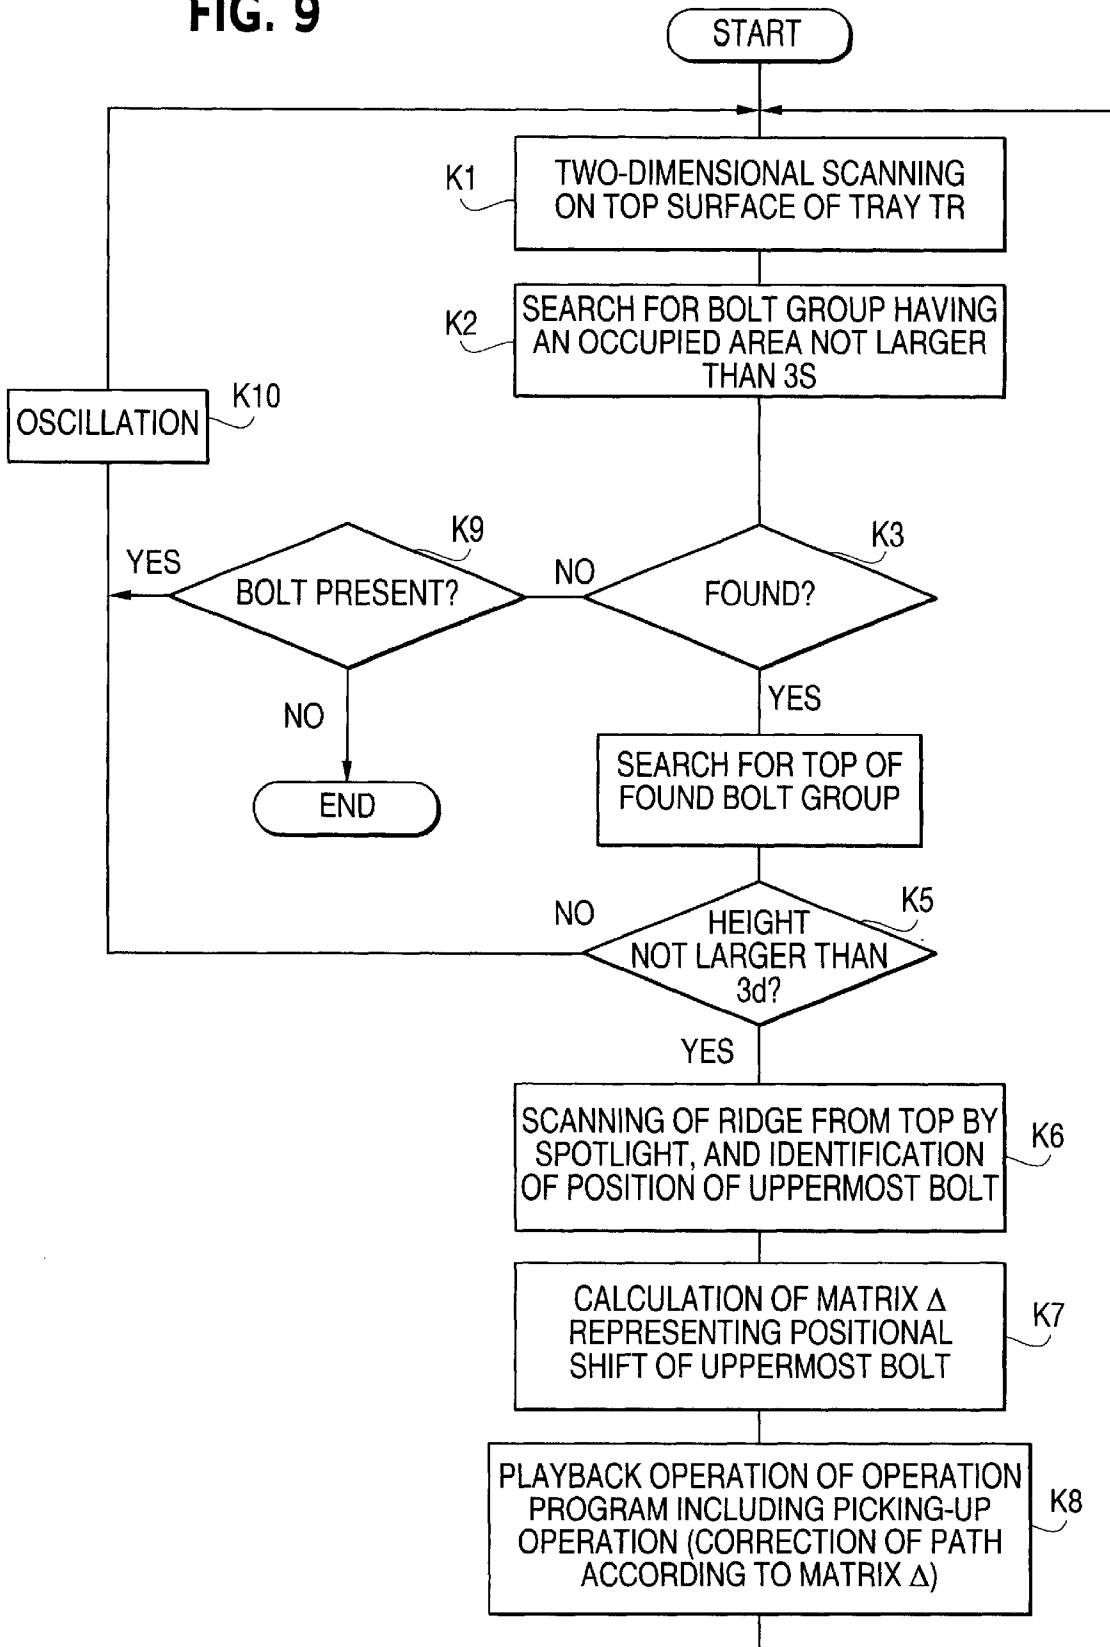 FIG. 9
START
K1
TWO-DIMENSIONAL SCANNING
ON TOP SURFACE OF TRAY TR
K2
SEARCH FOR BOLT GROUP HAVING
AN OCCUPIED AREA NOT LARGER
THAN 3S
K10
OSCILLATION
K9
K3
YES
BOLT PRESENT?
NO
FOUND?
NO
YES
END
SEARCH FOR TOP OF
FOUND BOLT GROUP
K5
NO
HEIGHT
NOT LARGER THAN
3d?
YES
SCANNING OF RIDGE FROM TOP BY
SPOTLIGHT, AND IDENTIFICATION
OF POSITION OF UPPERMOST BOLT
K6
CALCULATION OF MATRIX Δ
REPRESENTING POSITIONAL
SHIFT OF UPPERMOST BOLT
K7
PLAYBACK OPERATION OF OPERATION
PROGRAM INCLUDING PICKING-UP
OPERATION (CORRECTION OF PATH
ACCORDING TO MATRIX Δ)
K8